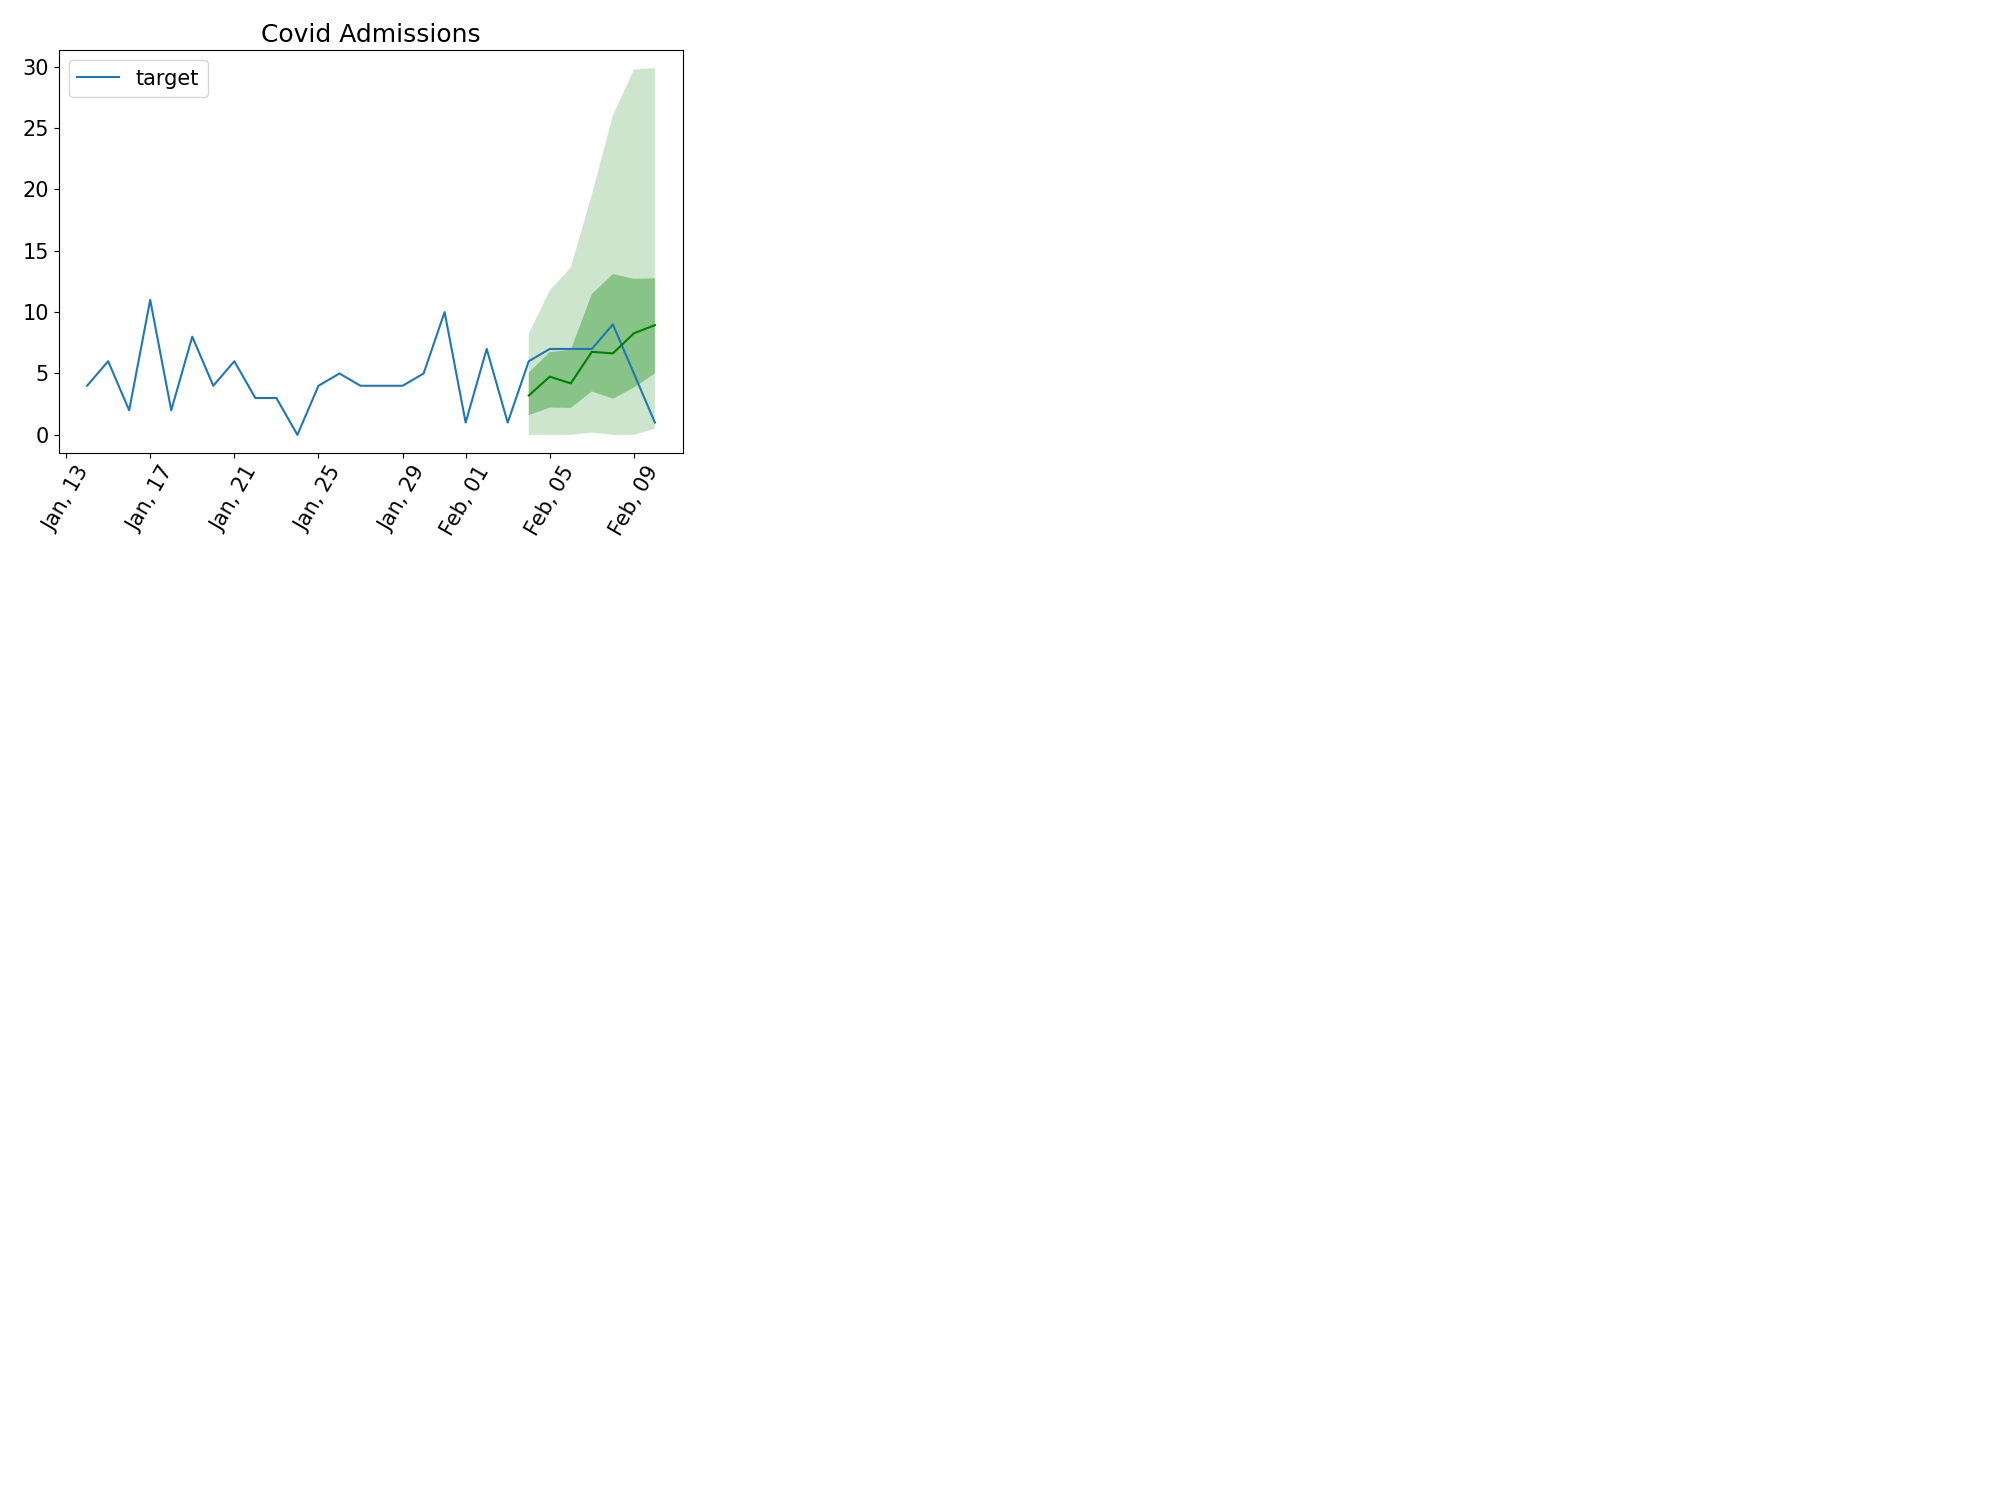 Covid Admissions
target
30
25
20
15
10
5
0
Jan, 13
Jan, 17
Jan, 21
Jan, 25
Jan, 29
Feb, 01
Feb, 05
Feb, 09